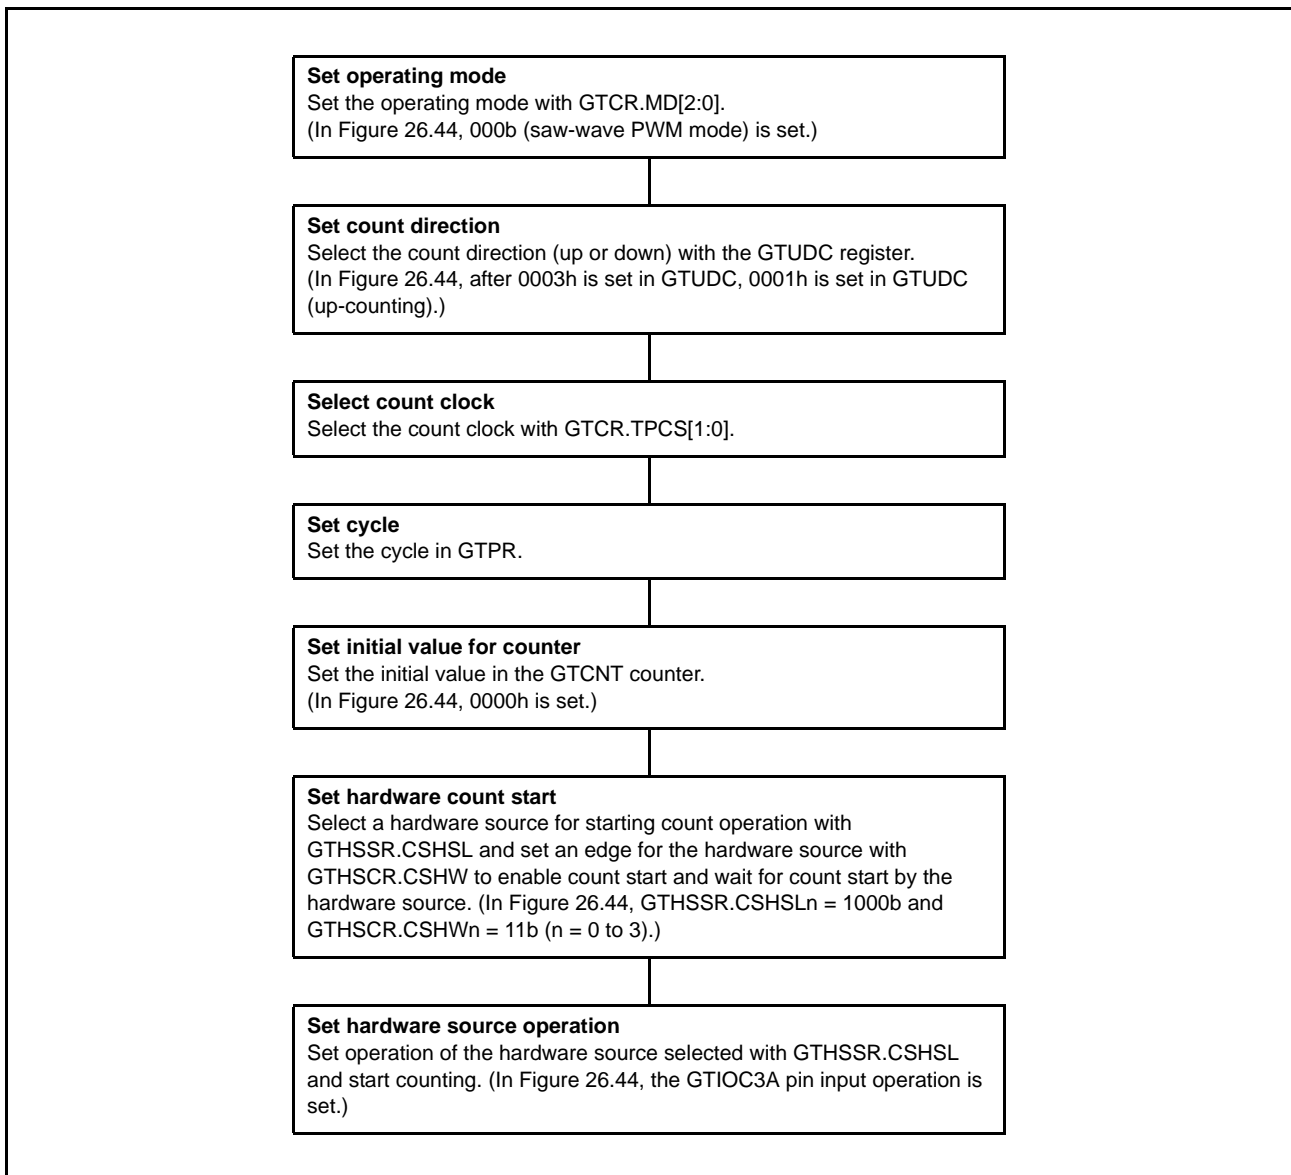 Set operating mode
Set the operating mode with GTCR.MD[2:0].
(In Figure 26.44, 000b (saw-wave PWM mode) is set.)
Set count direction
Select the count direction (up or down) with the GTUDC register.
(In Figure 26.44, after 0003h is set in GTUDC, 0001h is set in GTUDC
(up-counting).)
Select count clock
Select the count clock with GTCR.TPCS[1:0].
Set cycle
Set the cycle in GTPR.
Set initial value for counter
Set the initial value in the GTCNT counter.
(In Figure 26.44, 0000h is set.)
Set hardware count start
Select a hardware source for starting count operation with
GTHSSR.CSHSL and set an edge for the hardware source with
GTHSCR.CSHW to enable count start and wait for count start by the
hardware source. (In Figure 26.44, GTHSSR.CSHSLn = 1000b and
GTHSCR.CSHWn = 11b (n = 0 to 3).)
Set hardware source operation
Set operation of the hardware source selected with GTHSSR.CSHSL
and start counting. (In Figure 26.44, the GTIOC3A pin input operation is
set.)